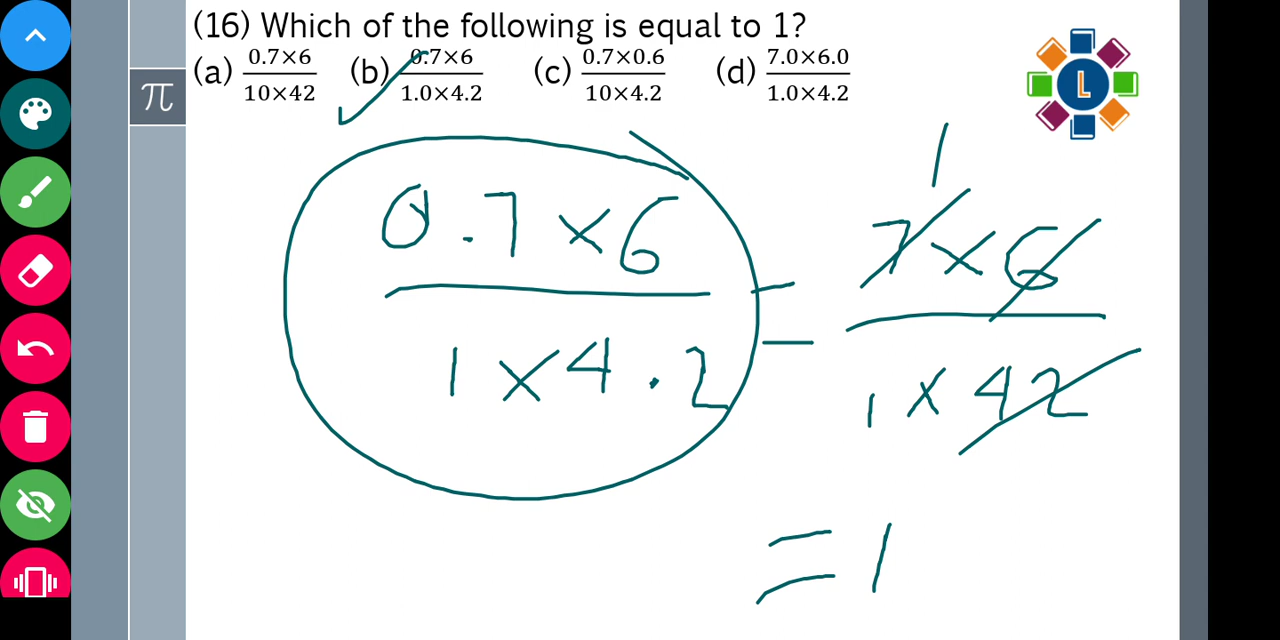 (16) Which of the following is equal to 1?
(a) 0.7×6/10×42 (b) 0.7×6/1.0×4.2 (c) 0.7×0.6/10×4.2 (d) 7.0×6.0/1.0×4.2
π
L
1
0.7×6/1×4.2 = 7×6/1×42
=1